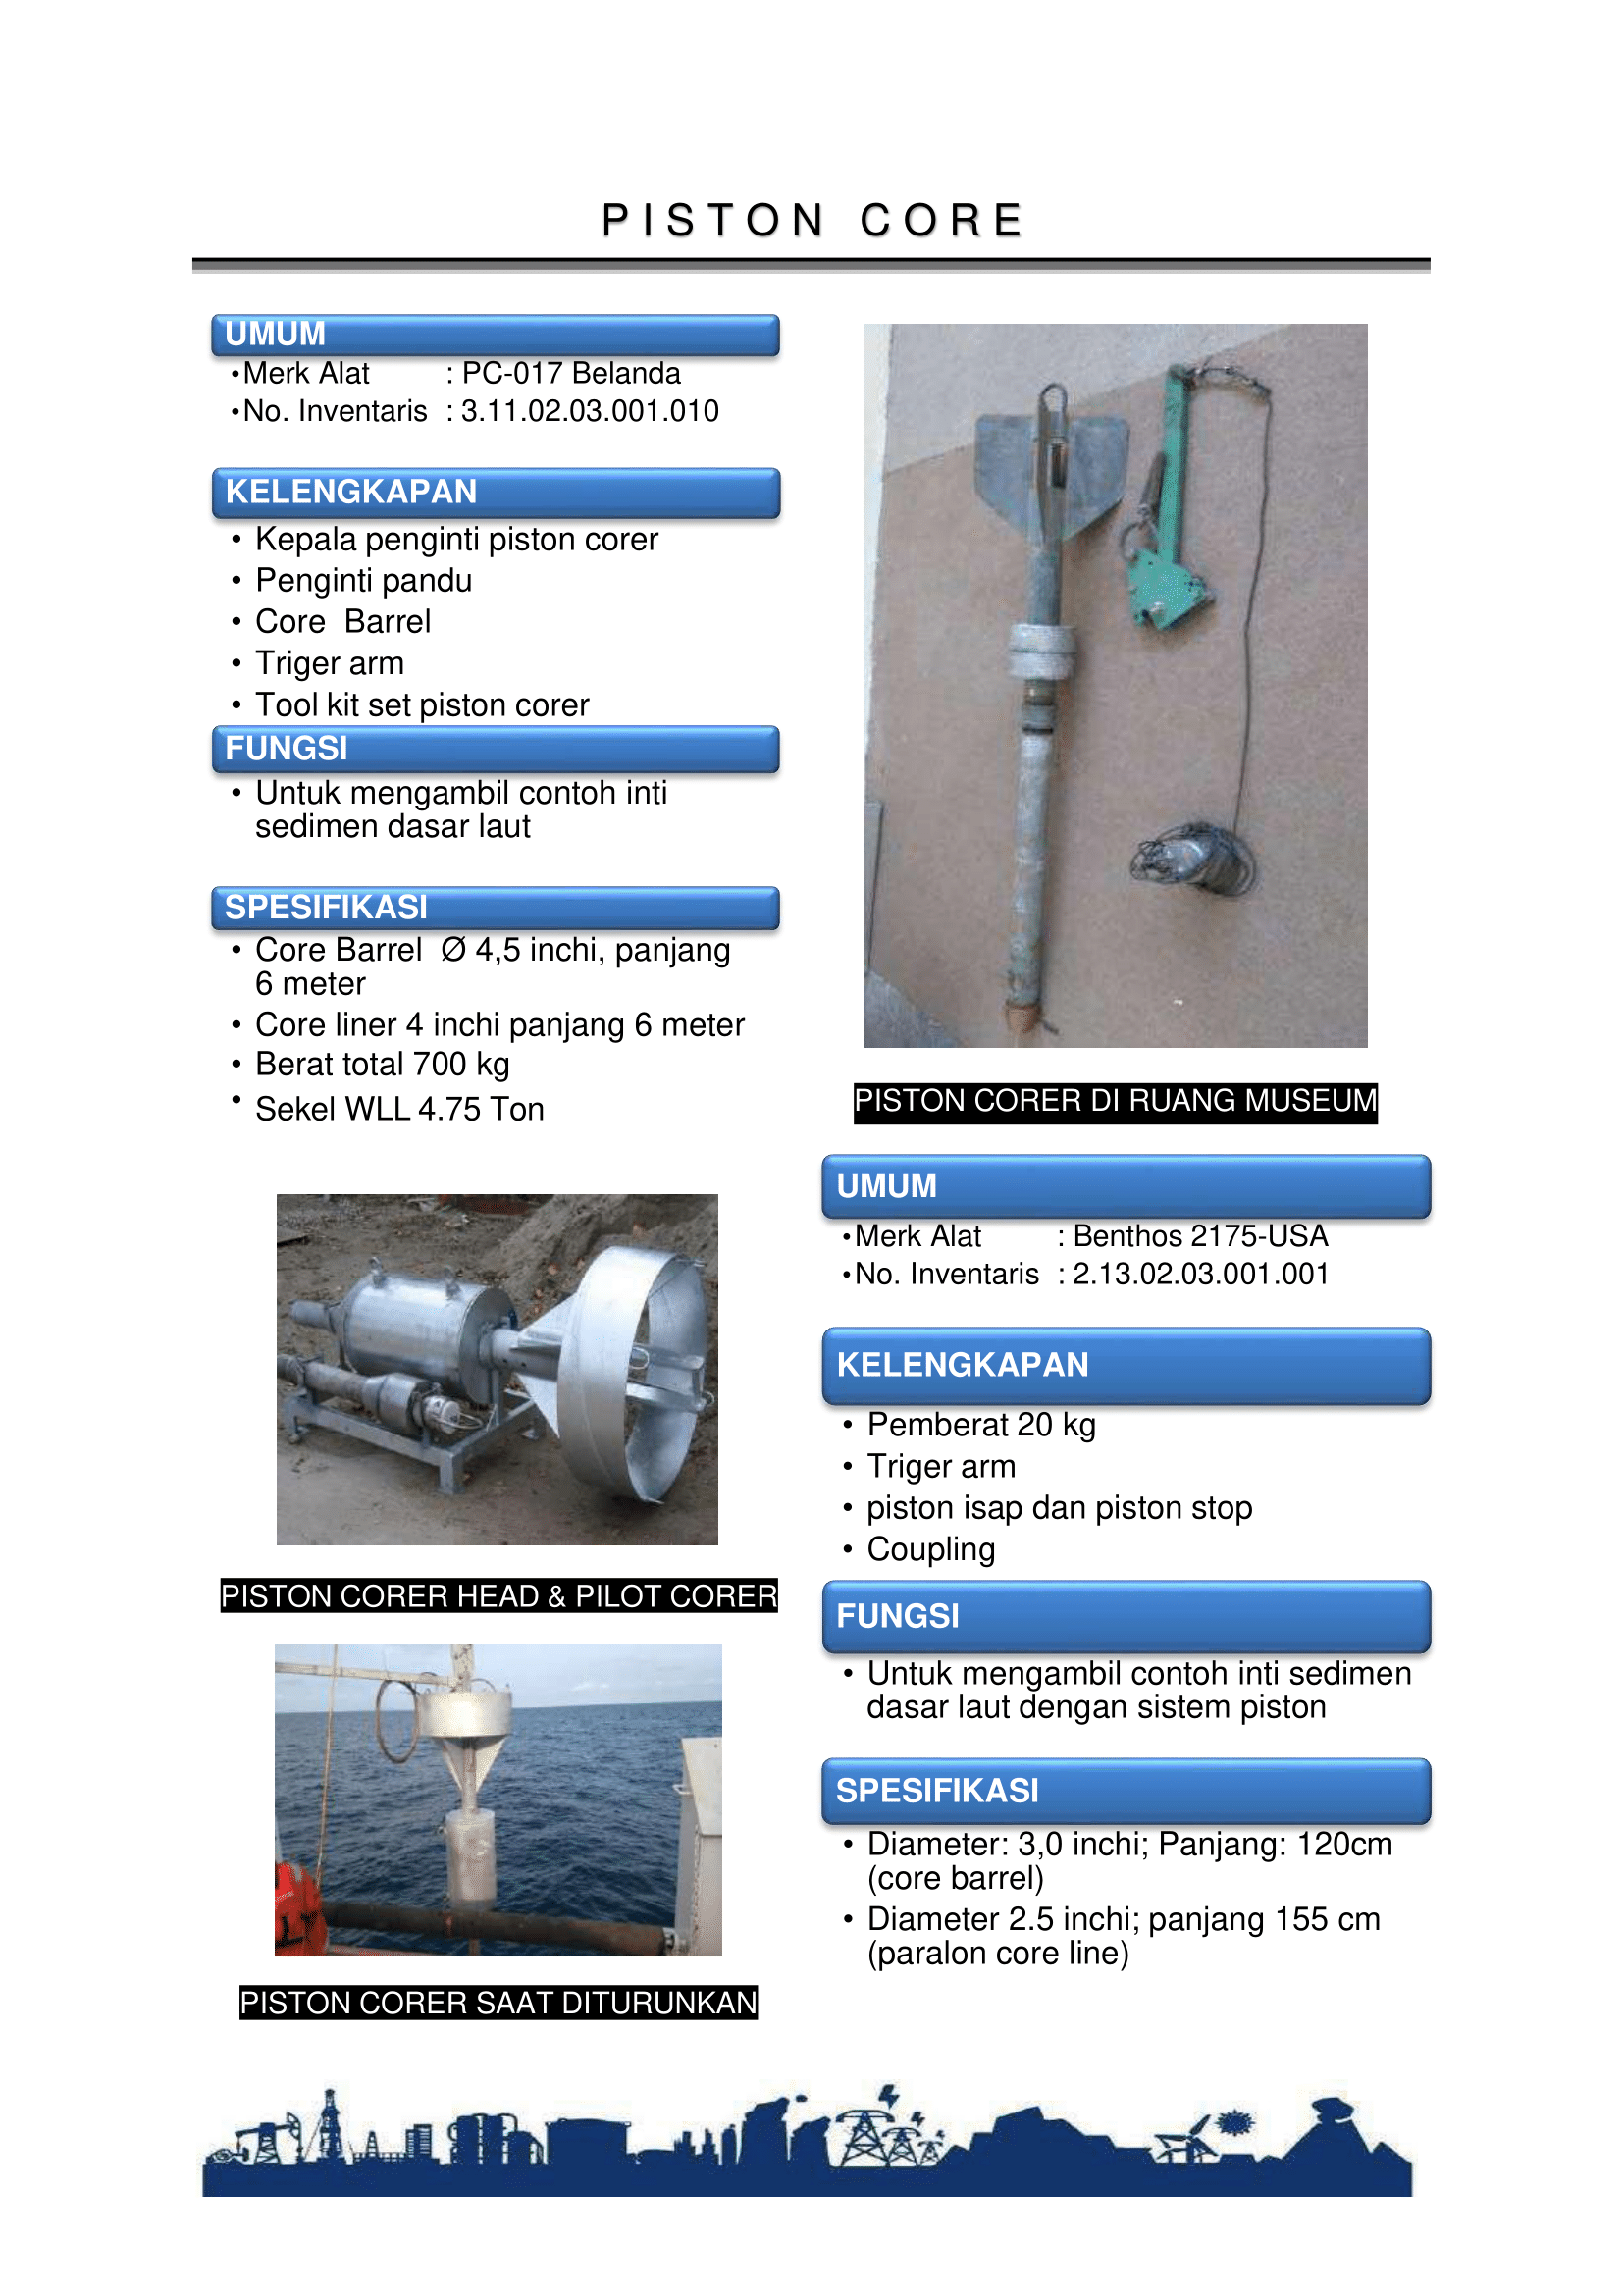 PISTON CORE
UMUM
•Merk Alat : PC-017 Belanda
•No. Inventaris : 3.11.02.03.001.010
KELENGKAPAN
• Kepala penginti piston corer
• Penginti pandu
• Core Barrel
• Triger arm
• Tool kit set piston corer
FUNGSI
• Untuk mengambil contoh inti
sedimen dasar laut
SPESIFIKASI
• Core Barrel Ø 4,5 inchi, panjang
6 meter
• Core liner 4 inchi panjang 6 meter
• Berat total 700 kg
• Sekel WLL 4.75 Ton
PISTON CORER HEAD & PILOT CORER
PISTON CORER SAAT DITURUNKAN
PISTON CORER DI RUANG MUSEUM
UMUM
•Merk Alat : Benthos 2175-USA
•No. Inventaris : 2.13.02.03.001.001
KELENGKAPAN
• Pemberat 20 kg
• Triger arm
• piston isap dan piston stop
• Coupling
FUNGSI
• Untuk mengambil contoh inti sedimen
dasar laut dengan sistem piston
SPESIFIKASI
• Diameter: 3,0 inchi; Panjang: 120cm
(core barrel)
• Diameter 2.5 inchi; panjang 155 cm
(paralon core line)